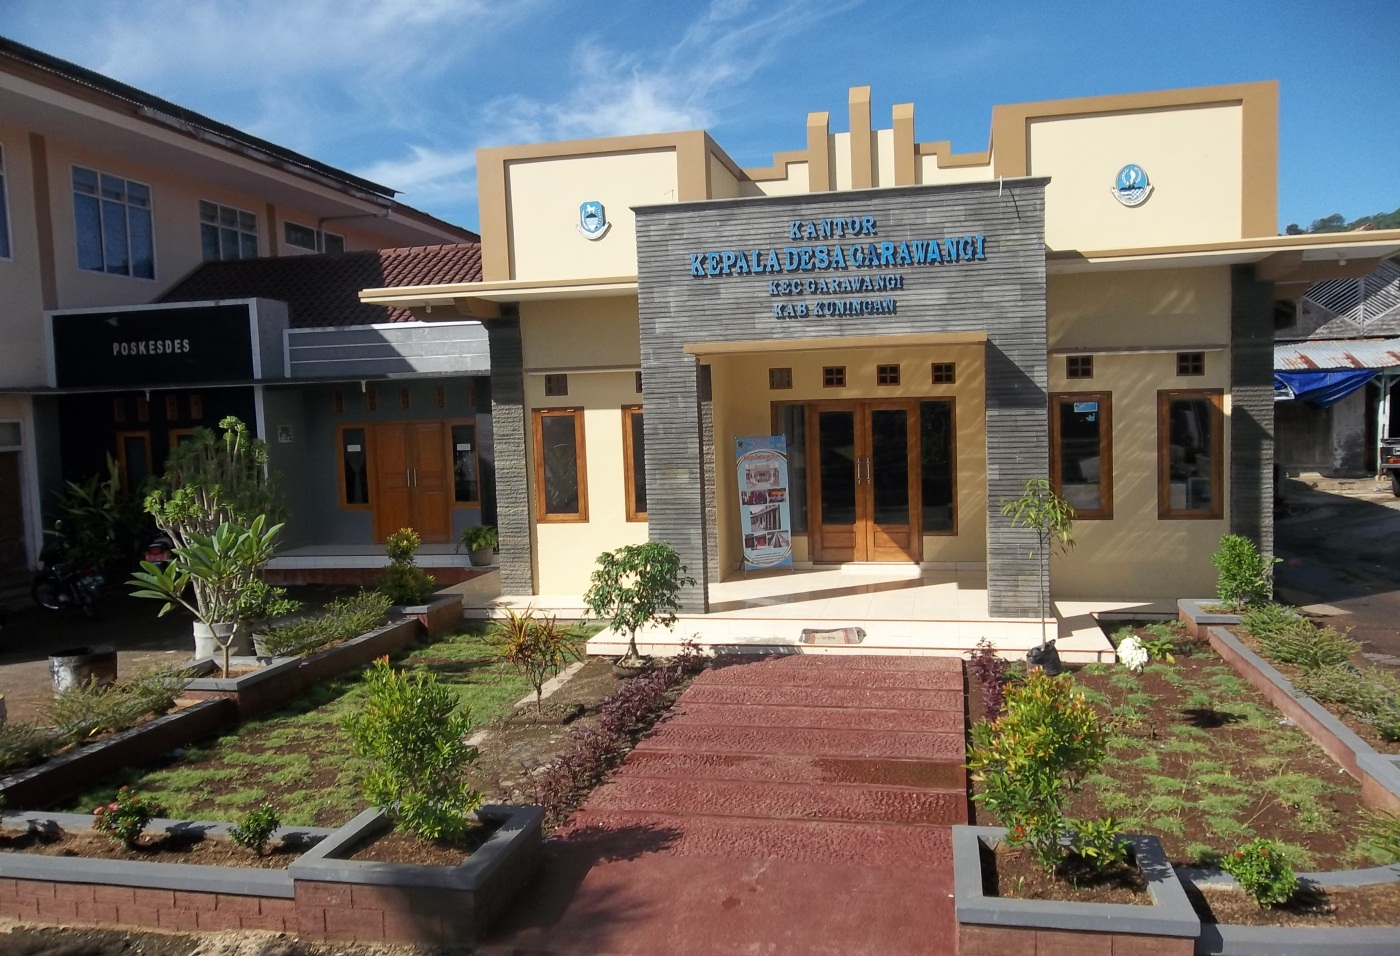 KANTOR
KEPALA DESA GARAWANGI
KEC GARAWANGI
KAB KUNINGAN
POSKESDES